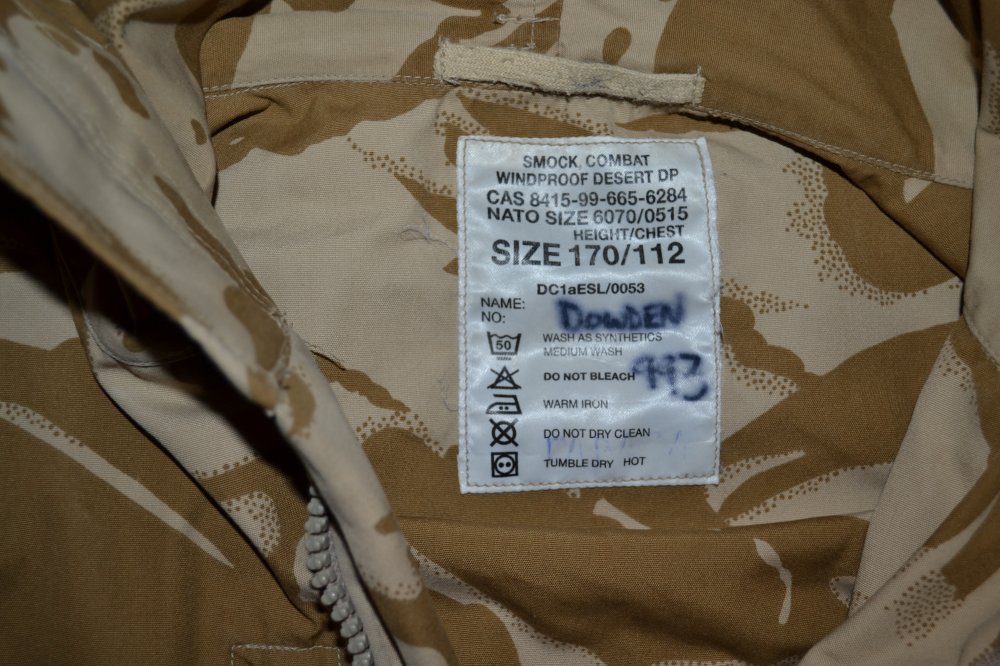 SMOCK, COMBAT
WINDPROOF DESERT DP
CAS 8415-99-665-6284
NATO SIZE 6070/0515
HEIGHT/CHEST
SIZE 170/112
DC1aESL/0053
NAME: DOWDEN
NO:
WASH AS SYNTHETICS
50 MEDIUM WASH
DO NOT BLEACH 993
WARM IRON
DO NOT DRY CLEAN
TUMBLE DRY HOT